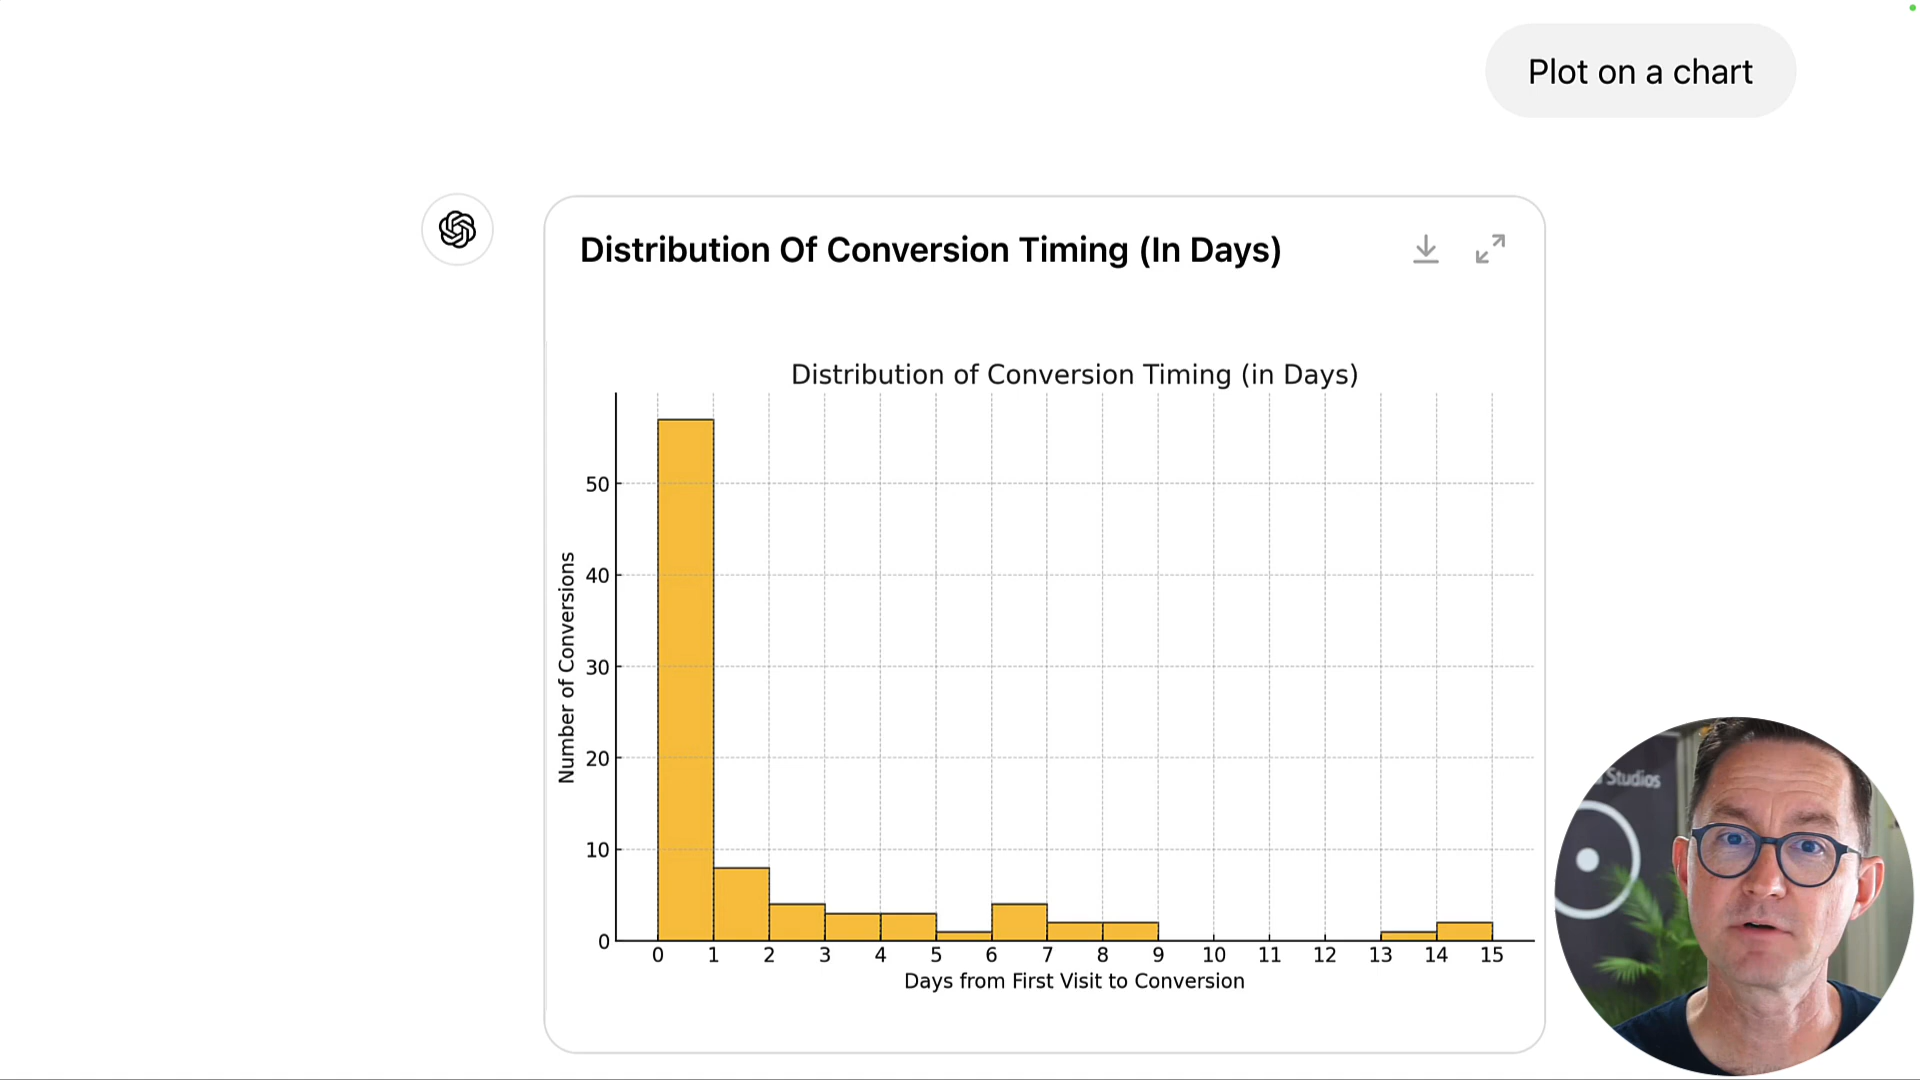 Plot on a chart
Distribution Of Conversion Timing (In Days)
Distribution of Conversion Timing (in Days)
Number of Conversions
50
40
30
20
10
0
0 1 2 3 4 5 6 7 8 9 10 11 12 13 14 15
Days from First Visit to Conversion
Studios